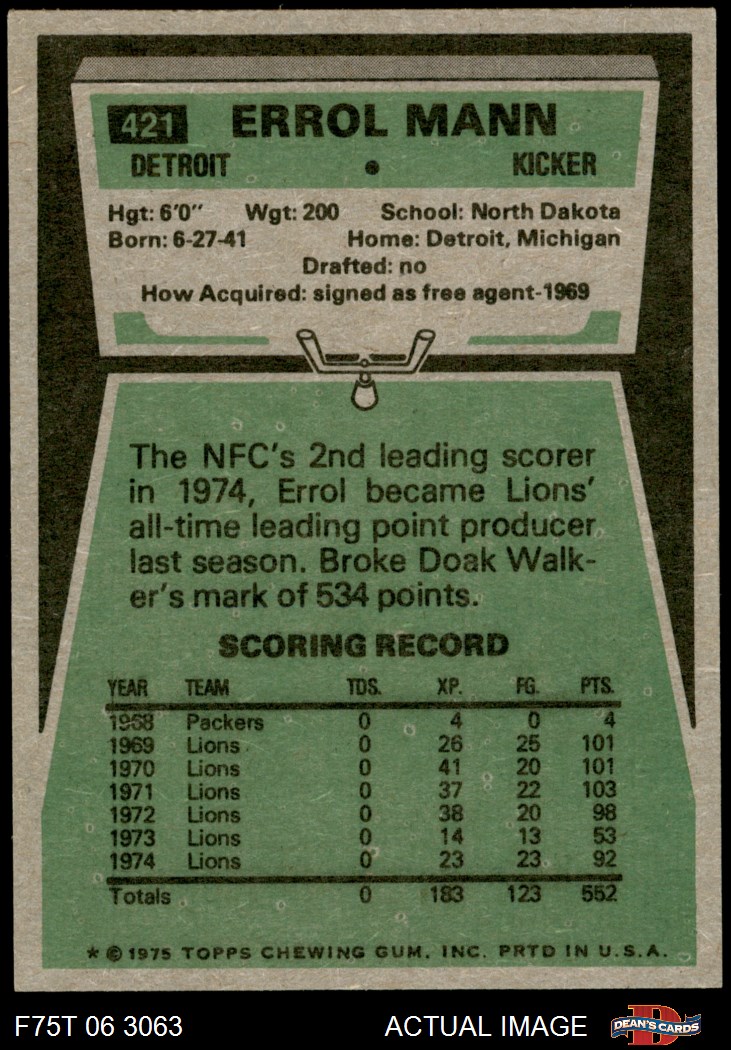 421 ERROL MANN
DETROIT • KICKER
Hgt: 6'0" Wgt: 200 School: North Dakota
Born: 6-27-41 Home: Detroit, Michigan
Drafted: no
How Acquired: signed as free agent-1969
The NFC's 2nd leading scorer
in 1974, Errol became Lions'
all-time leading point producer
last season. Broke Doak Walk-
er's mark of 534 points.
SCORING RECORD
YEAR TEAM TDS. XP. FG. PTS.
1968 Packers 0 4 0 4
1969 Lions 0 26 25 101
1970 Lions 0 41 20 101
1971 Lions 0 37 22 103
1972 Lions 0 38 20 98
1973 Lions 0 14 13 53
1974 Lions 0 23 23 92
Totals 0 183 123 552
* © 1975 TOPPS CHEWING GUM, INC. PRTD IN U.S.A.
F75T 06 3063 ACTUAL IMAGE D DEAN'S CARDS